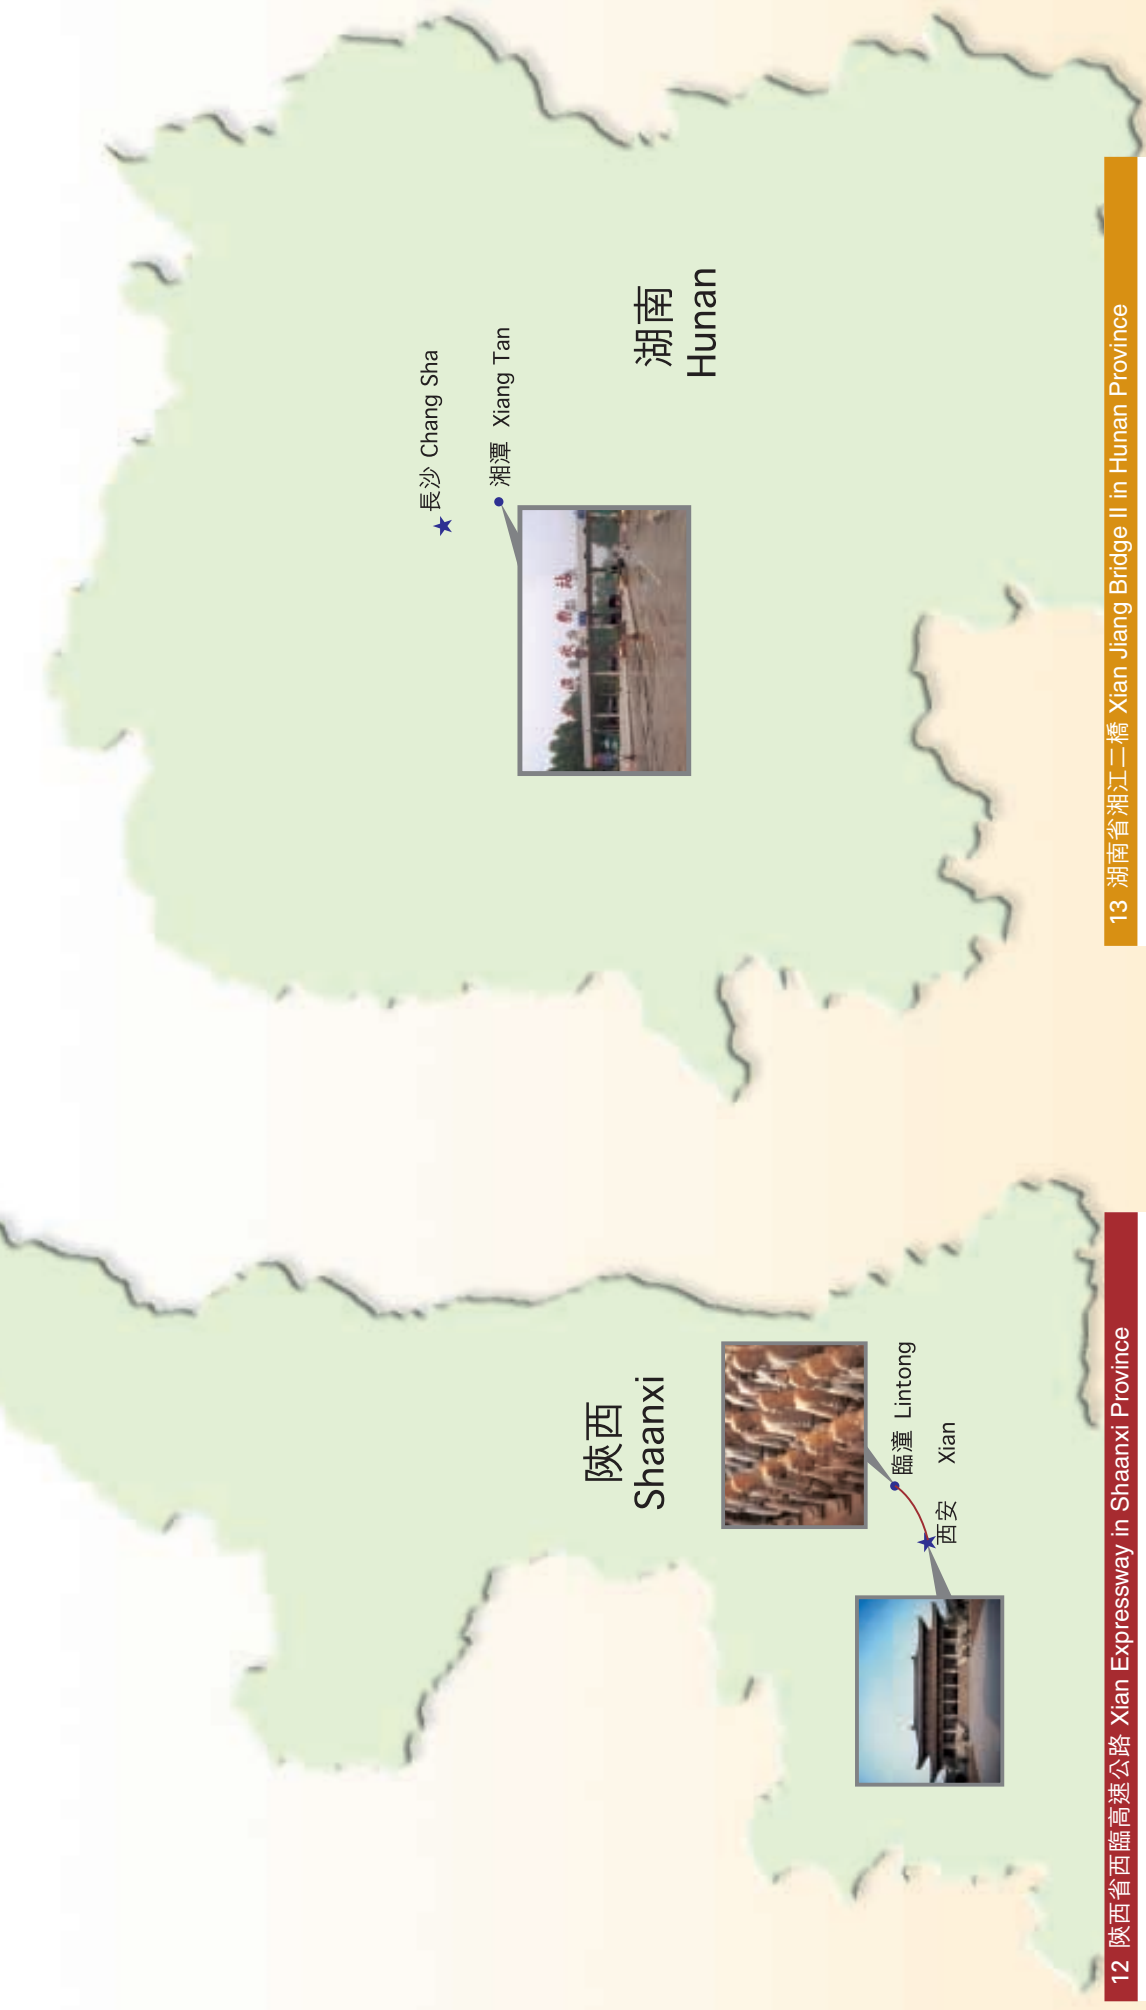 陝西
Shaanxi
臨潼 Lintong
西安 Xian
12 陝西省西臨高速公路 Xian Expressway in Shaanxi Province
長沙 Chang Sha
湘潭 Xiang Tan
湖南
Hunan
13 湖南省湘江二橋 Xian Jiang Bridge II in Hunan Province